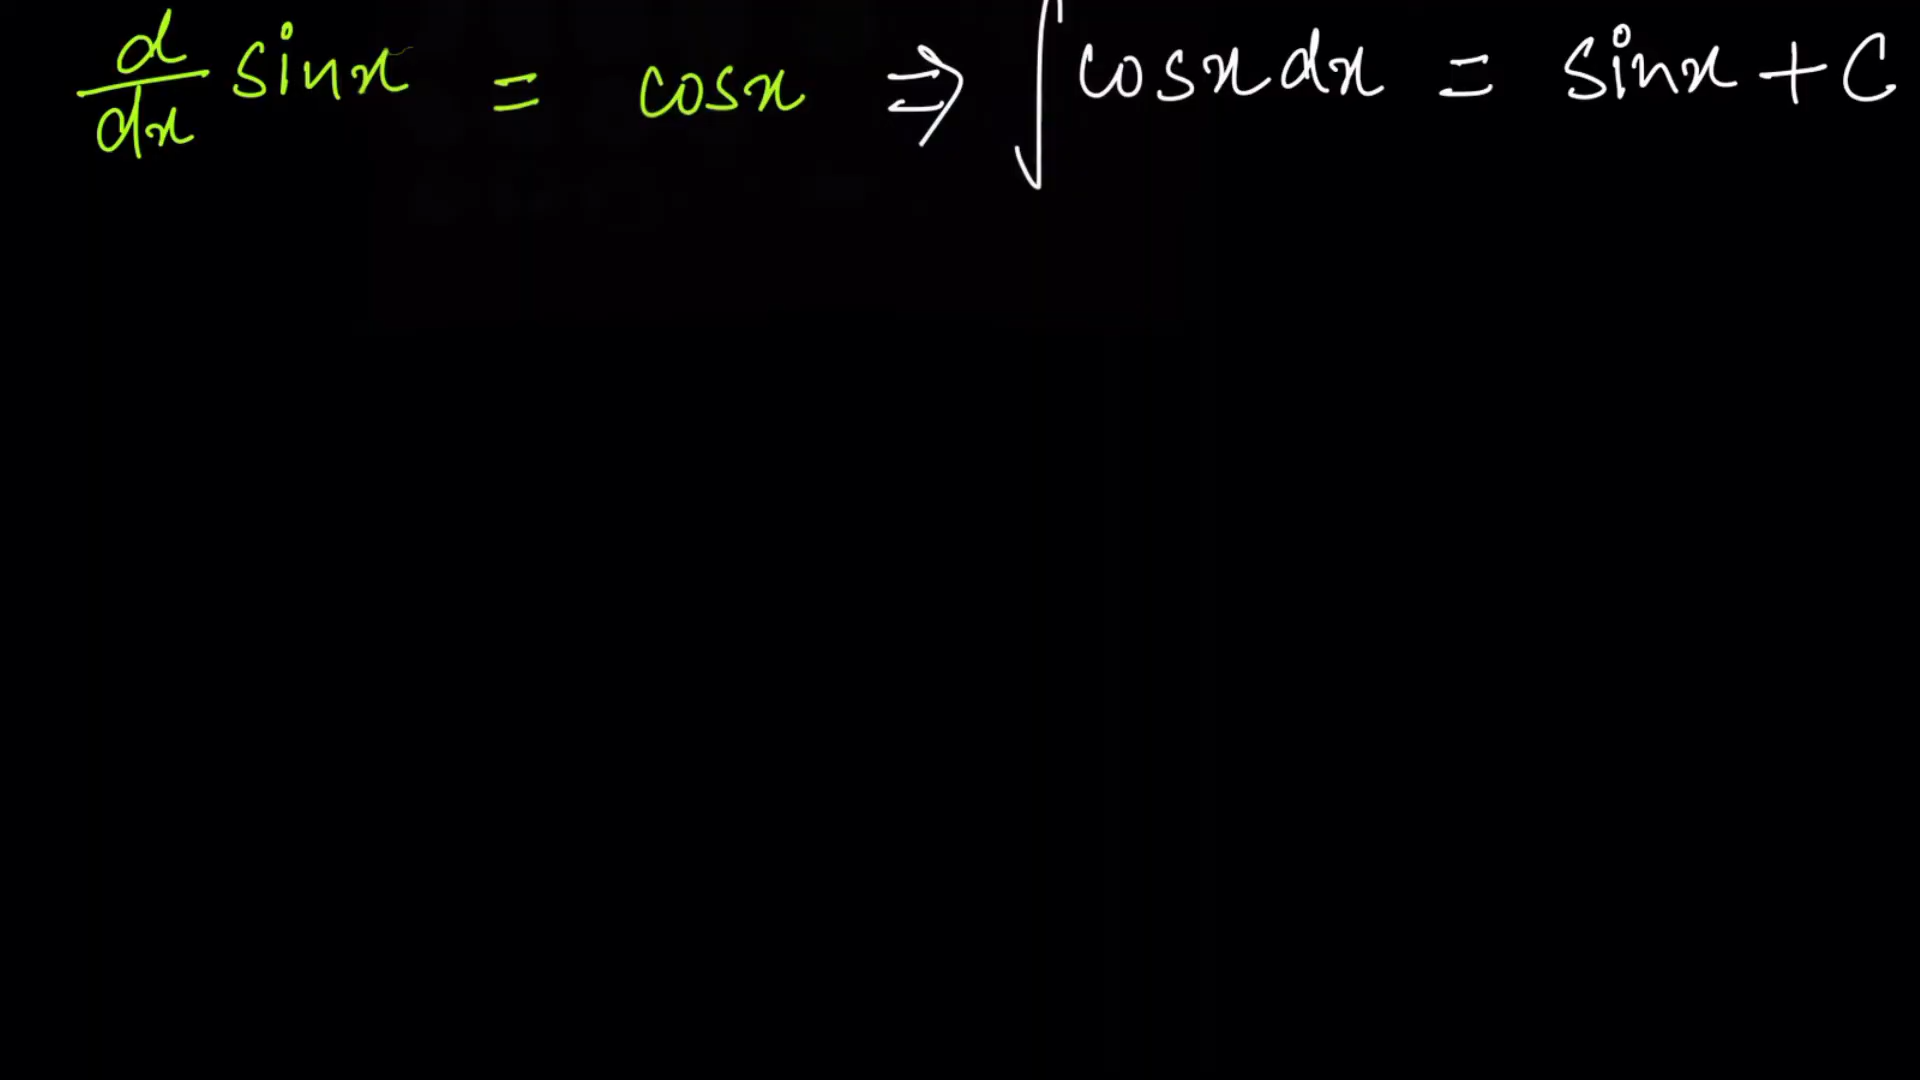 d/dx sinx = cosx ⇒ ∫cosx dx = sinx + C